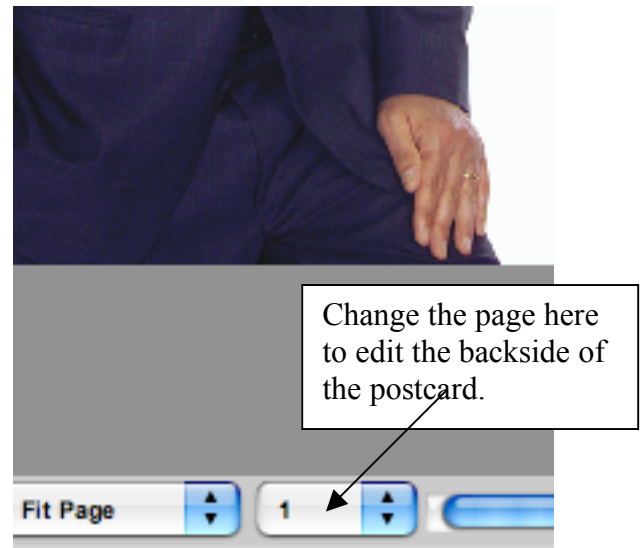 Change the page here
to edit the backside of
the postcard.
Fit Page 1